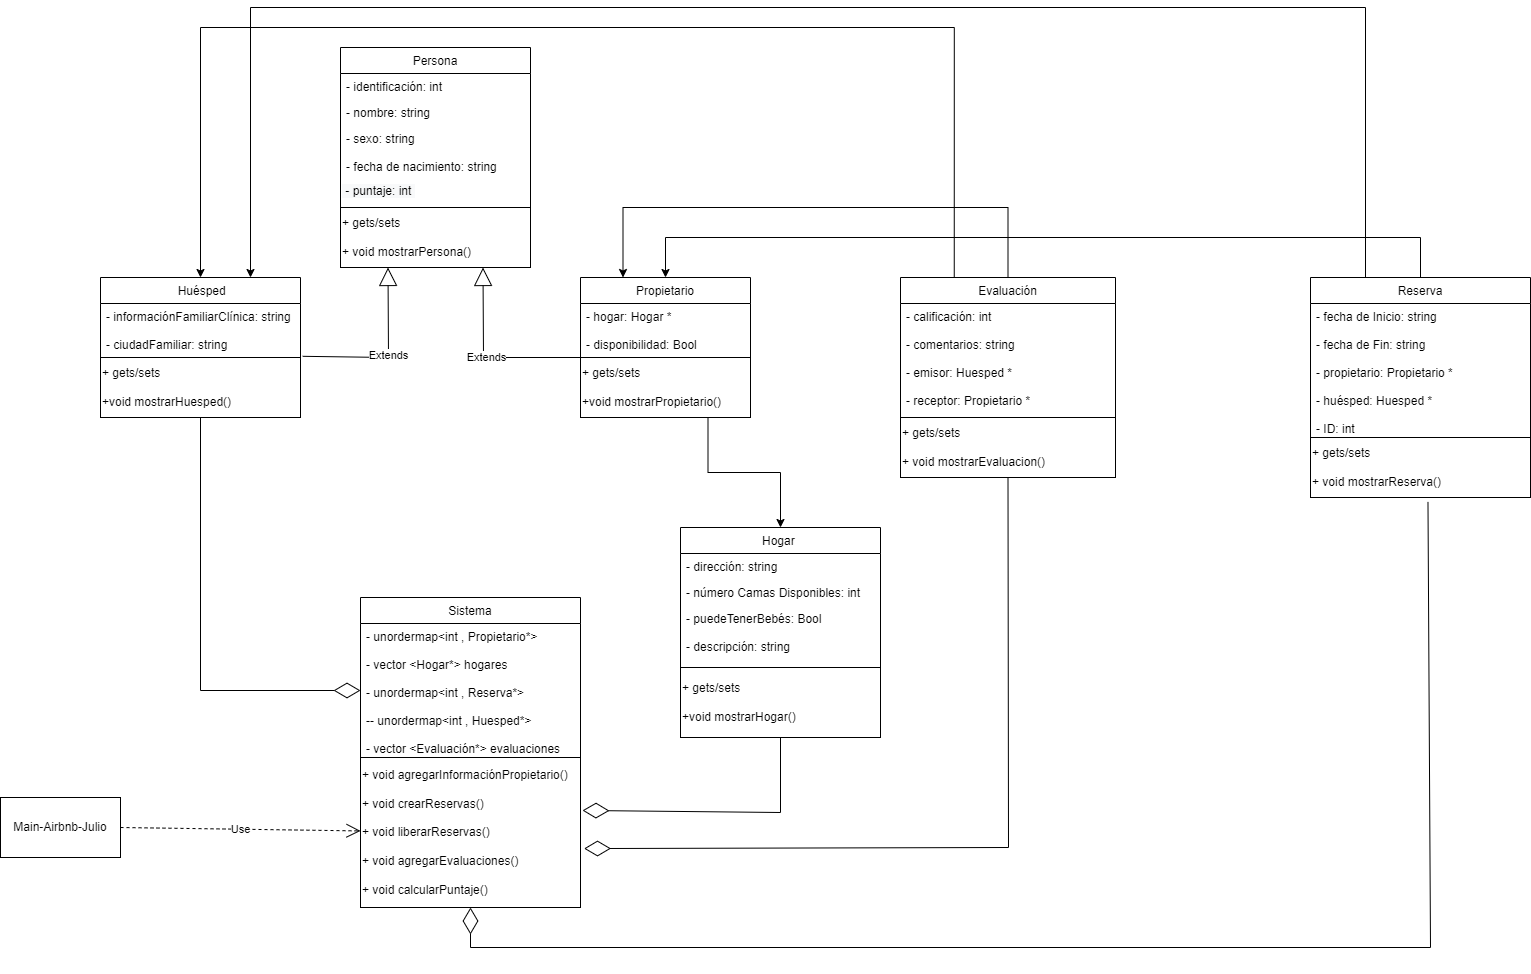 Persona
- identificación: int
- nombre: string
- sexo: string
- fecha de nacimiento: string
- puntaje: int
+ gets/sets
+ void mostrarPersona()
Huésped
- informaciónFamiliarClínica: string
- ciudadFamiliar: string
+ gets/sets
+void mostrarHuesped()
Extends
Extends
Propietario
- hogar: Hogar *
- disponibilidad: Bool
+ gets/sets
+void mostrarPropietario()
Evaluación
- calificación: int
- comentarios: string
- emisor: Huesped *
- receptor: Propietario *
+ gets/sets
+ void mostrarEvaluacion()
Reserva
- fecha de Inicio: string
- fecha de Fin: string
- propietario: Propietario *
- huésped: Huesped *
- ID: int
+ gets/sets
+ void mostrarReserva()
Hogar
- dirección: string
- número Camas Disponibles: int
- puedeTenerBebés: Bool
- descripción: string
+ gets/sets
+void mostrarHogar()
Sistema
- unordermap<int , Propietario*>
- vector <Hogar*> hogares
- unordermap<int , Reserva*>
-- unordermap<int , Huesped*>
- vector <Evaluación*> evaluaciones
+ void agregarInformaciónPropietario()
+ void crearReservas()
+ void liberarReservas()
+ void agregarEvaluaciones()
+ void calcularPuntaje()
Main-Airbnb-Julio
Use